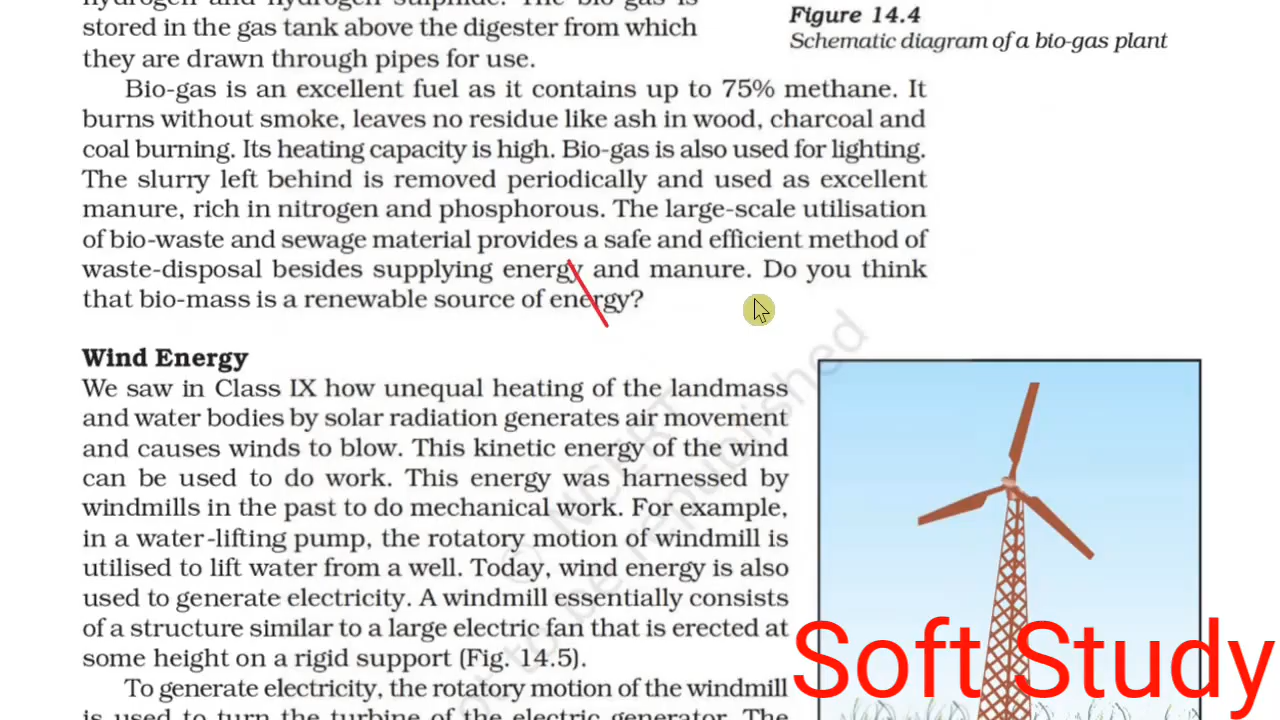 hydrogen and hydrogen sulphide. The bio-gas is
stored in the gas tank above the digester from which
they are drawn through pipes for use.
Figure 14.4
Schematic diagram of a bio-gas plant
Bio-gas is an excellent fuel as it contains up to 75% methane. It
burns without smoke, leaves no residue like ash in wood, charcoal and
coal burning. Its heating capacity is high. Bio-gas is also used for lighting.
The slurry left behind is removed periodically and used as excellent
manure, rich in nitrogen and phosphorous. The large-scale utilisation
of bio-waste and sewage material provides a safe and efficient method of
waste-disposal besides supplying energy and manure. Do you think
that bio-mass is a renewable source of energy?
Wind Energy
We saw in Class IX how unequal heating of the landmass
and water bodies by solar radiation generates air movement
and causes winds to blow. This kinetic energy of the wind
can be used to do work. This energy was harnessed by
windmills in the past to do mechanical work. For example,
in a water-lifting pump, the rotatory motion of windmill is
utilised to lift water from a well. Today, wind energy is also
used to generate electricity. A windmill essentially consists
of a structure similar to a large electric fan that is erected at
some height on a rigid support (Fig. 14.5).
To generate electricity, the rotatory motion of the windmill
is used to turn the turbine of the electric generator. The
© NCERT
not to be republished
Soft Study